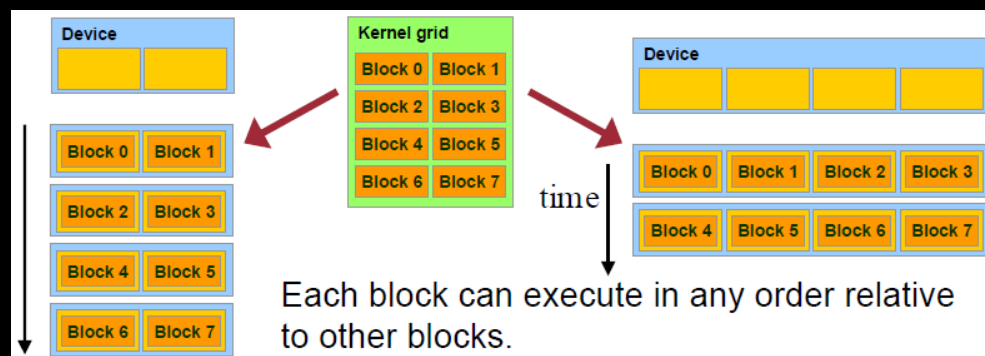 Device
Block 0 Block 1
Block 2 Block 3
Block 4 Block 5
Block 6 Block 7
Kernel grid
Block 0 Block 1
Block 2 Block 3
Block 4 Block 5
Block 6 Block 7
Device
time
Block 0 Block 1 Block 2 Block 3
Block 4 Block 5 Block 6 Block 7
Each block can execute in any order relative
to other blocks.